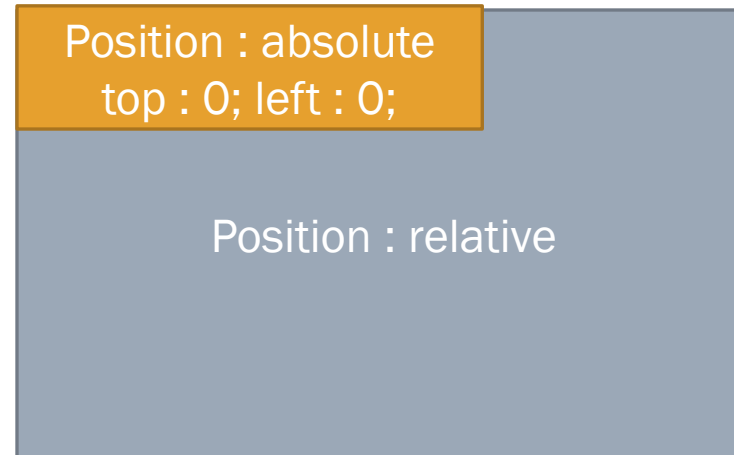 Position : absolute
top : 0; left : 0;
Position : relative